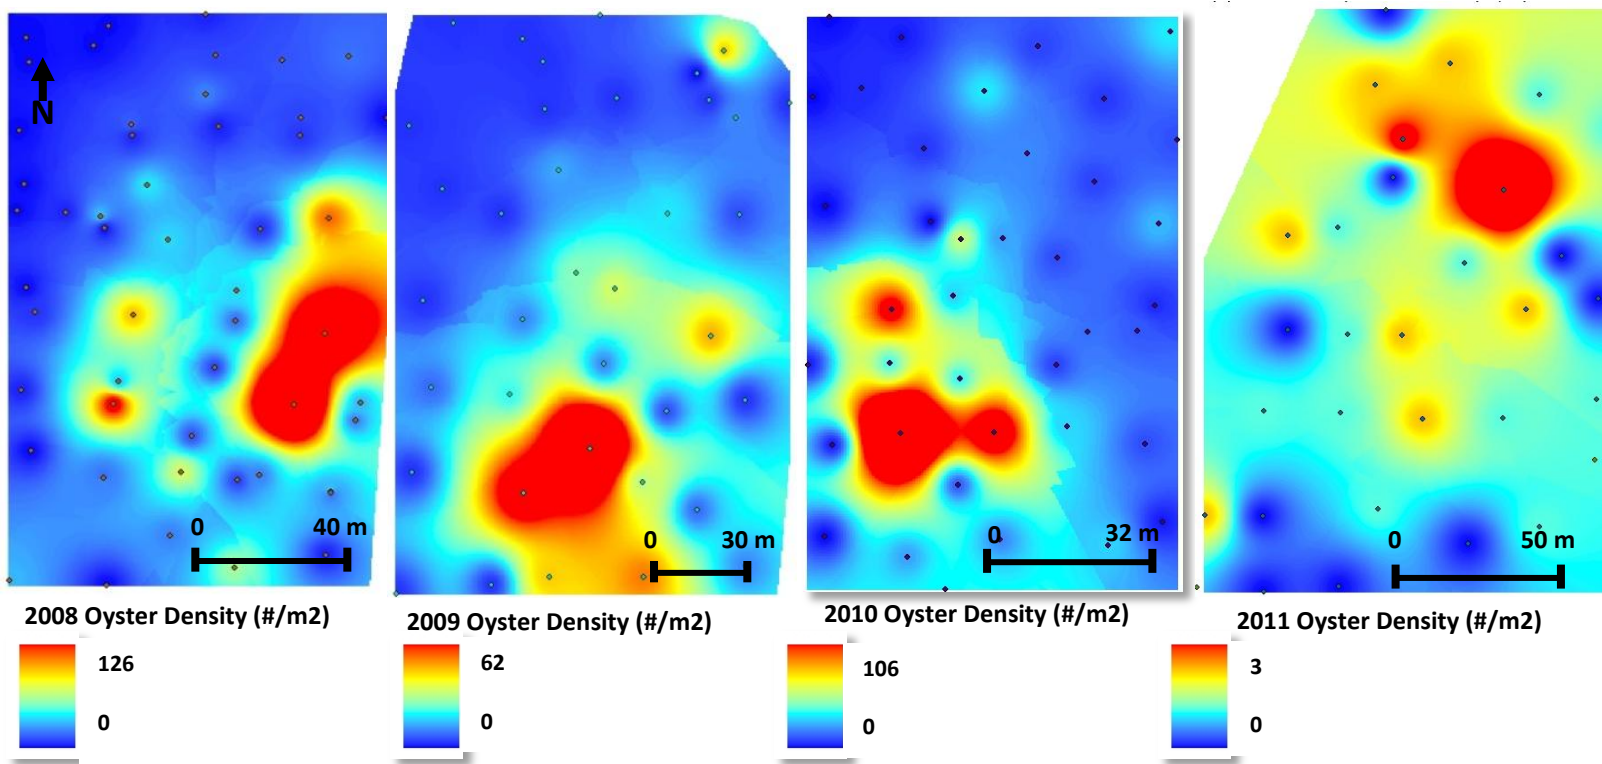 N
0 40 m
0 30 m
0 32 m
0 50 m
2008 Oyster Density (#/m2)
126
0
2009 Oyster Density (#/m2)
62
0
2010 Oyster Density (#/m2)
106
0
2011 Oyster Density (#/m2)
3
0